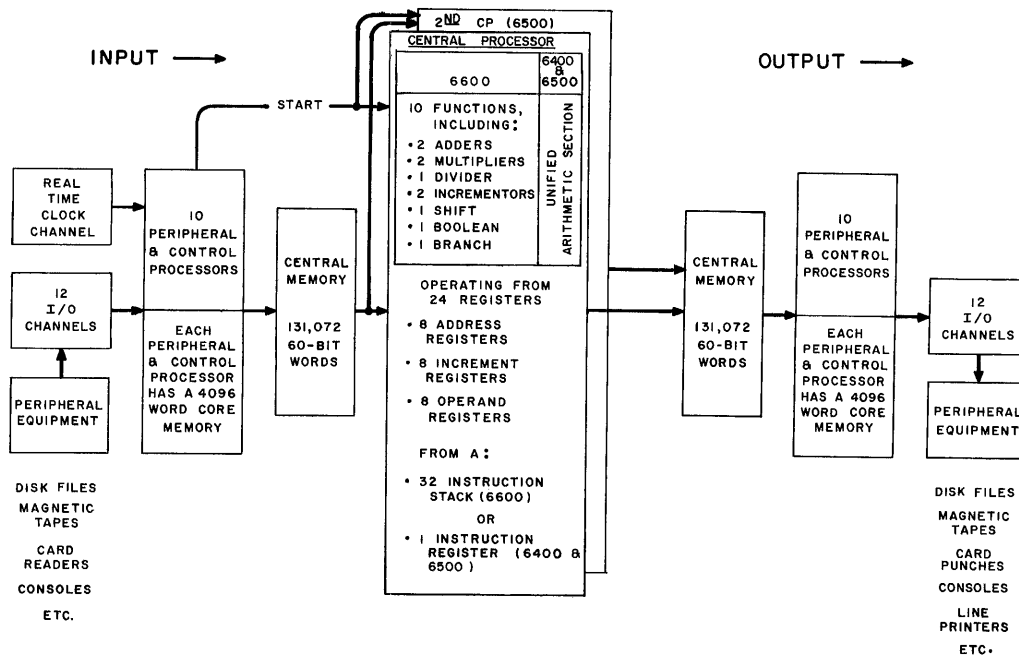 INPUT
START
REAL
TIME
CLOCK
CHANNEL
12
I/O
CHANNELS
PERIPHERAL
EQUIPMENT
DISK FILES
MAGNETIC
TAPES
CARD
READERS
CONSOLES
ETC.
10
PERIPHERAL
& CONTROL
PROCESSORS
EACH
PERIPHERAL
& CONTROL
PROCESSOR
HAS A 4096
WORD CORE
MEMORY
CENTRAL
MEMORY
131,072
60-BIT
WORDS
2ND CP (6500)
CENTRAL PROCESSOR
6600
6400
&
6500
10 FUNCTIONS,
INCLUDING:
• 2 ADDERS
• 2 MULTIPLIERS
• 1 DIVIDER
• 2 INCREMENTORS
• 1 SHIFT
• 1 BOOLEAN
• 1 BRANCH
UNIFIED
ARITHMETIC SECTION
OPERATING FROM
24 REGISTERS
• 8 ADDRESS
REGISTERS
• 8 INCREMENT
REGISTERS
• 8 OPERAND
REGISTERS
FROM A:
• 32 INSTRUCTION
STACK (6600)
OR
• 1 INSTRUCTION
REGISTER (6400 &
6500)
OUTPUT
CENTRAL
MEMORY
131,072
60-BIT
WORDS
10
PERIPHERAL
& CONTROL
PROCESSORS
EACH
PERIPHERAL
& CONTROL
PROCESSOR
HAS A 4096
WORD CORE
MEMORY
12
I/O
CHANNELS
PERIPHERAL
EQUIPMENT
DISK FILES
MAGNETIC
TAPES
CARD
PUNCHES
CONSOLES
LINE
PRINTERS
ETC.